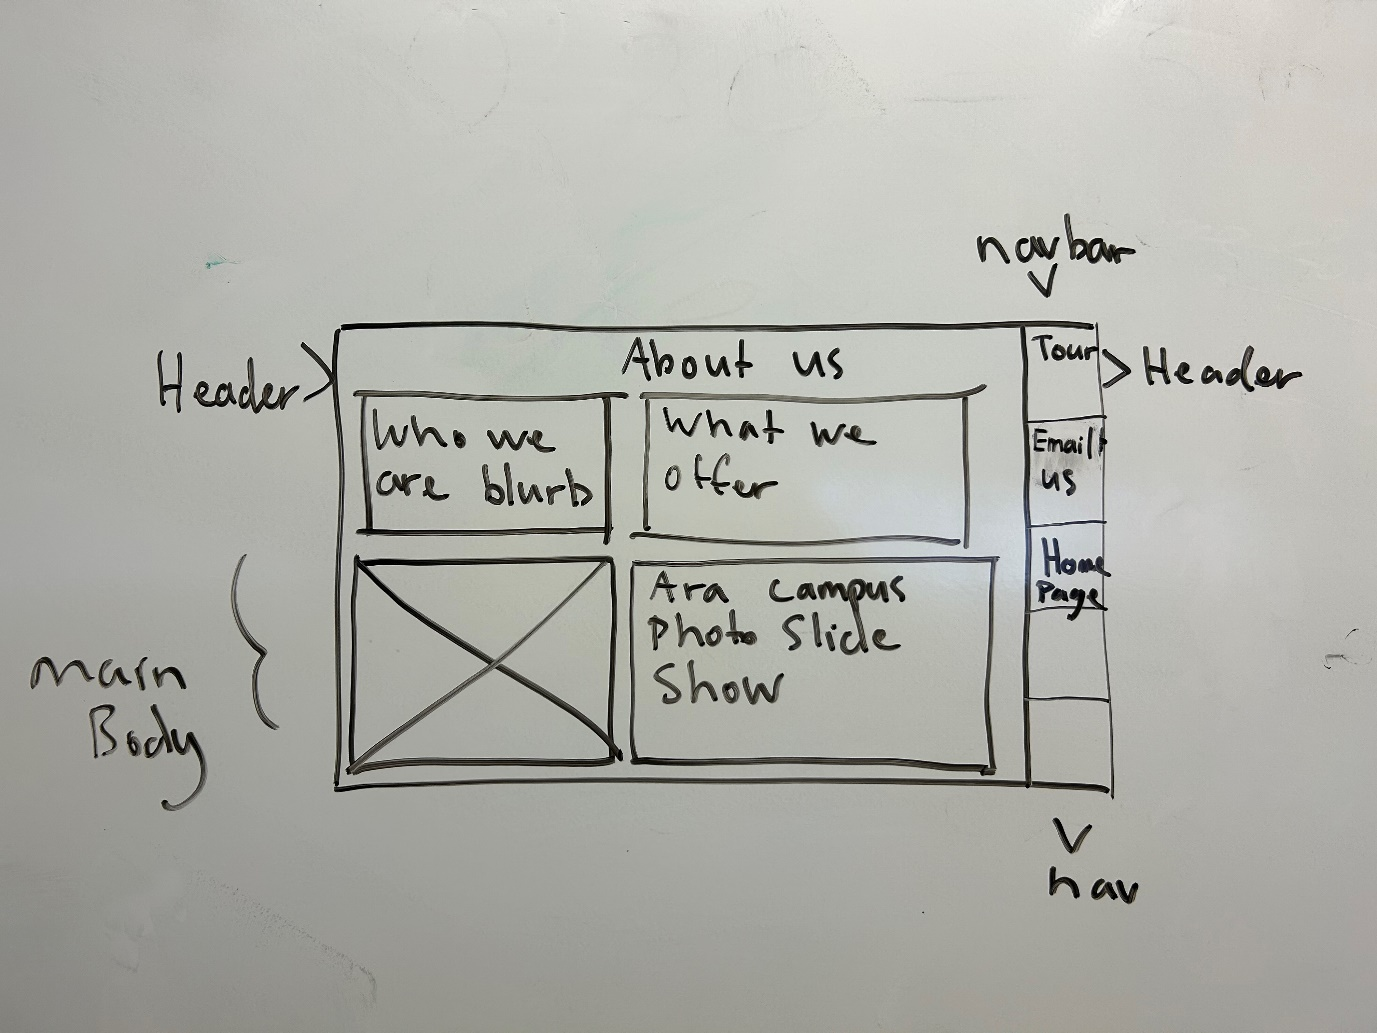 navbar
Header
About us
Tour
Header
Who we
are blurb
What we
offer
Email
us
Home
Page
Ara campus
Photo Slide
Show
main
Body
nav